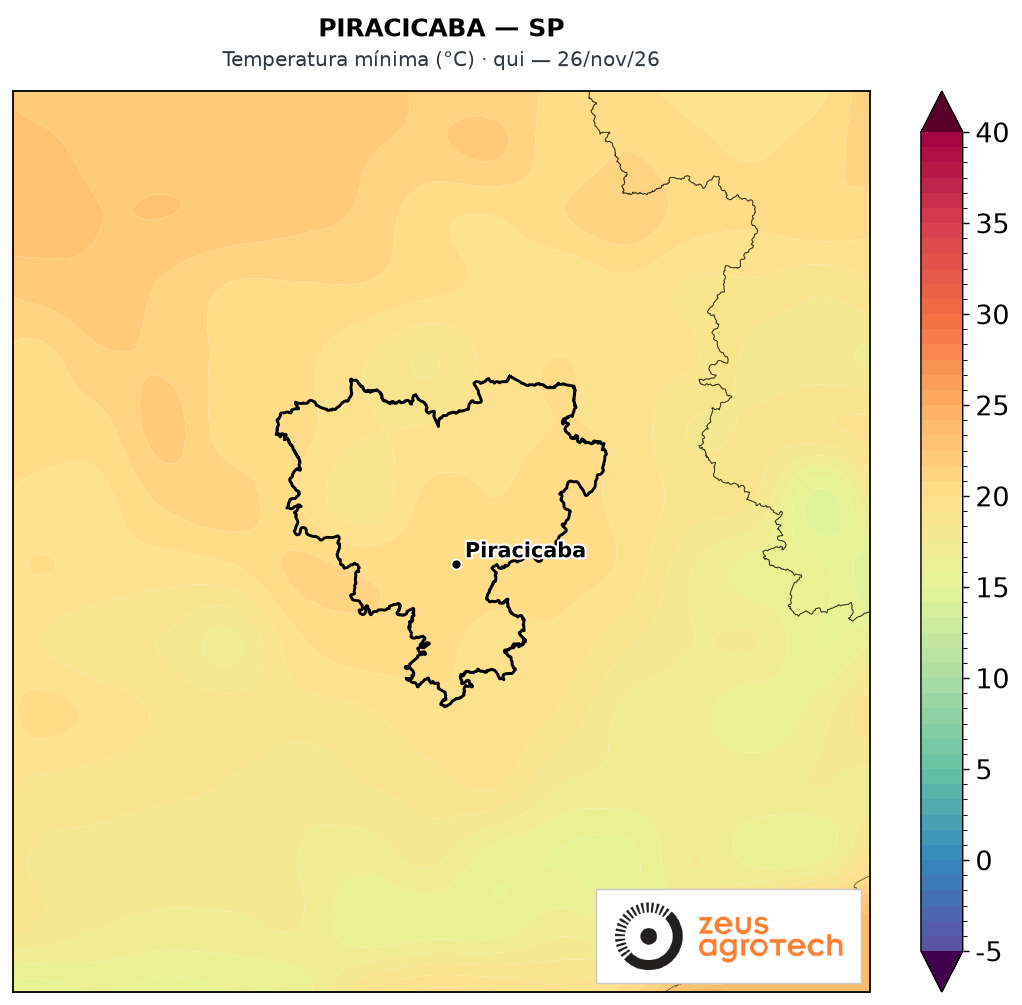 PIRACICABA — SP
Temperatura mínima (°C) · qui — 26/nov/26
40
35
30
25
20
15
10
5
0
-5
Piracicaba
zeus
agrotech